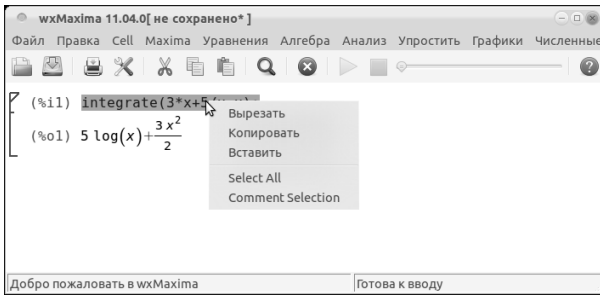 wxMaxima 11.04.0[ не сохранено* ]
Файл Правка Cell Maxima Уравнения Алгебра Анализ Упростить Графики Численные
(%i1) integrate(3*x+5
Вырезать
(%o1) 5 log(x)+3 x^2/2
Копировать
Вставить
Select All
Comment Selection
Добро пожаловать в wxMaxima
Готова к вводу